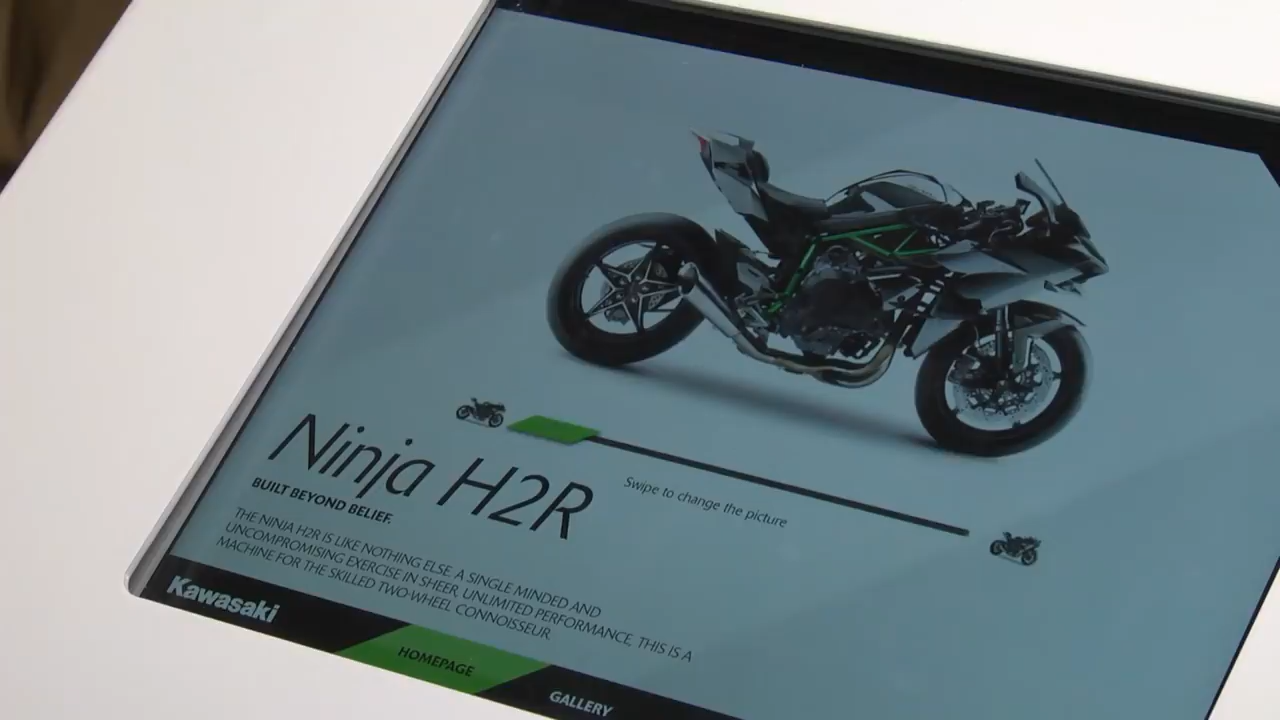 Ninja H2R
BUILT BEYOND BELIEF.
Swipe to change the picture
THE NINJA H2R IS LIKE NOTHING ELSE. A SINGLE MINDED AND
UNCOMPROMISING EXERCISE IN SHEER, UNLIMITED PERFORMANCE, THIS IS A
MACHINE FOR THE SKILLED TWO-WHEEL CONNOISSEUR
Kawasaki
HOMEPAGE
GALLERY